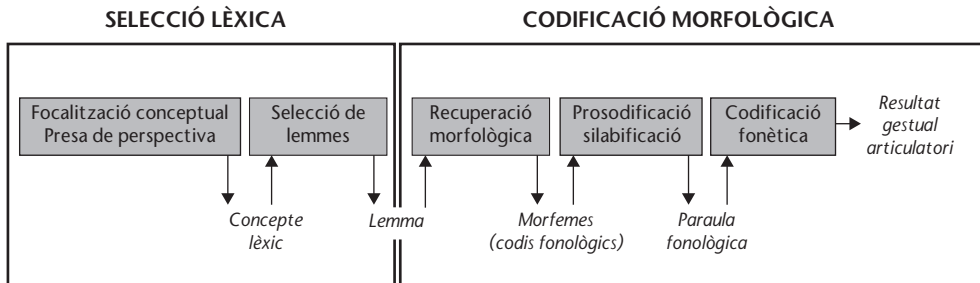 SELECCIÓ LÈXICA
CODIFICACIÓ MORFOLÒGICA
Focalització conceptual
Presa de perspectiva
Selecció de
lemmes
Recuperació
morfològica
Prosodificació
silabificació
Codificació
fonètica
Resultat
gestual
articulatori
Concepte
lèxic
Lemma
Morfemes
(codis fonològics)
Paraula
fonològica